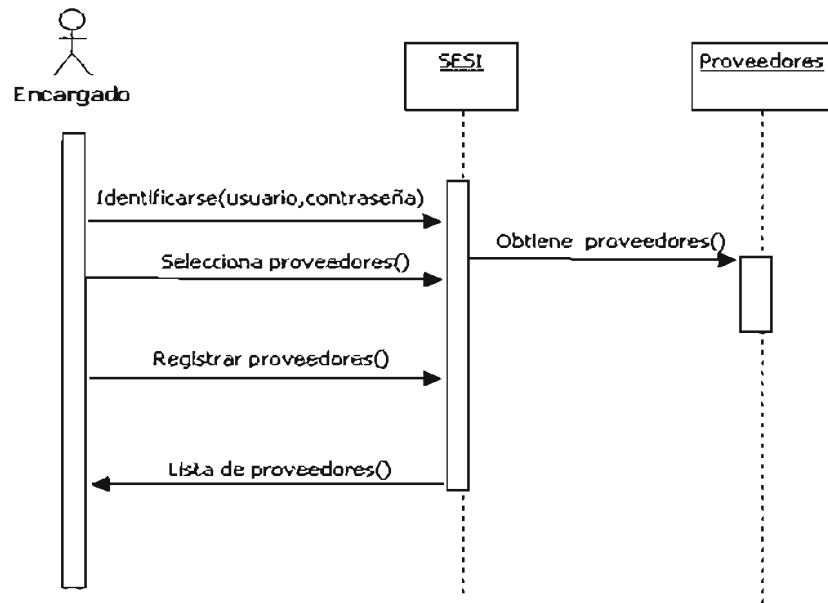 SESI
Proveedores
Encargado
Identificarse(usuario,contraseña)
Obtiene proveedores()
Selecciona proveedores()
Registrar proveedores()
Lista de proveedores()